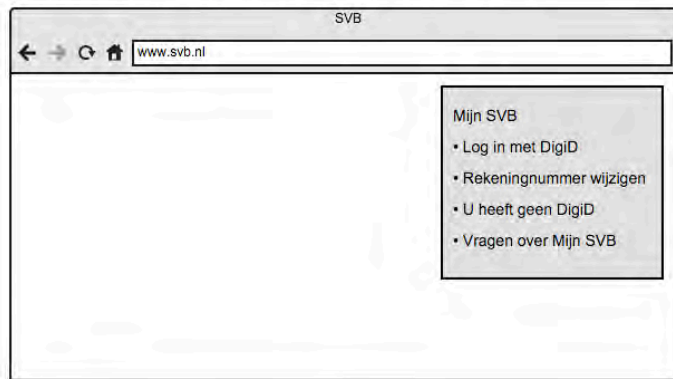 SVB
www.svb.nl
Mijn SVB
• Log in met DigiD
• Rekeningnummer wijzigen
• U heeft geen DigiD
• Vragen over Mijn SVB